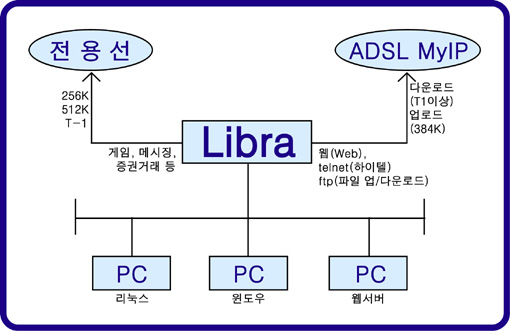 전 용 선
ADSL MyIP
256K
512K
T-1
다운로드
(T1이상)
업로드
(384K)
Libra
게임, 메시징,
증권거래 등
웹(Web),
telnet(하이텔)
ftp(파일 업/다운로드)
PC
PC
PC
리눅스
윈도우
웹서버